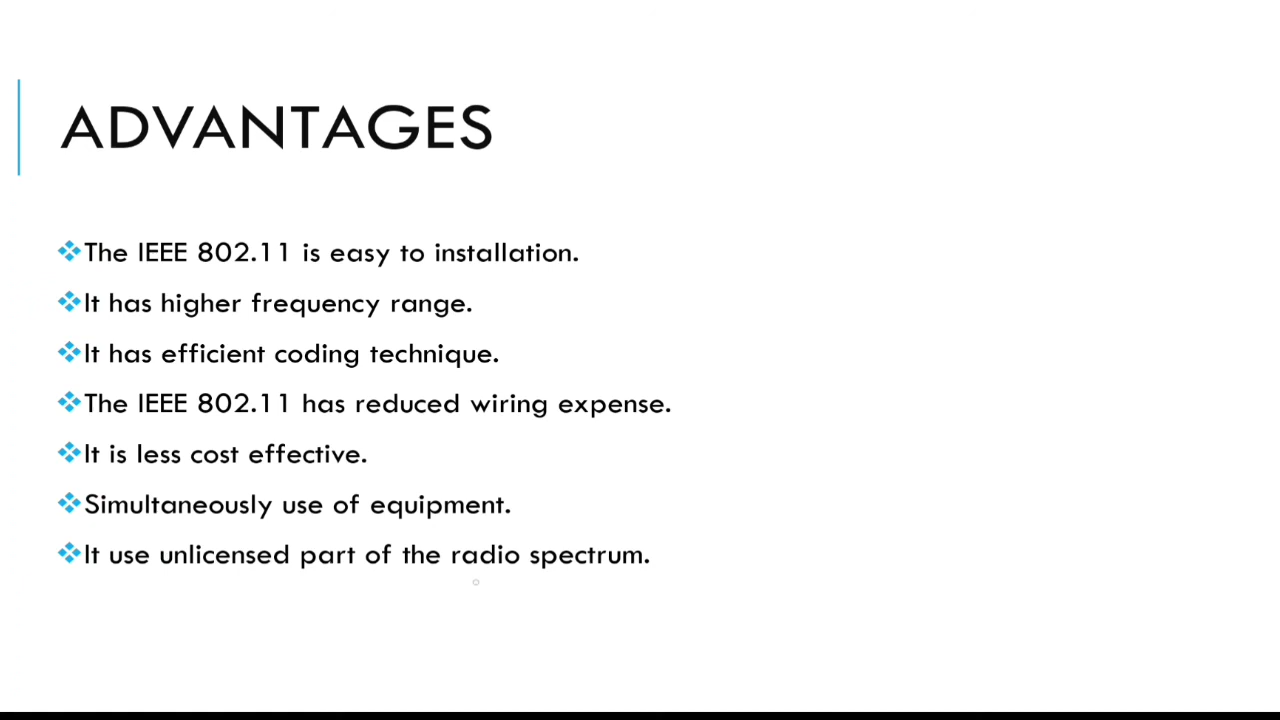 ADVANTAGES
The IEEE 802.11 is easy to installation.
It has higher frequency range.
It has efficient coding technique.
The IEEE 802.11 has reduced wiring expense.
It is less cost effective.
Simultaneously use of equipment.
It use unlicensed part of the radio spectrum.